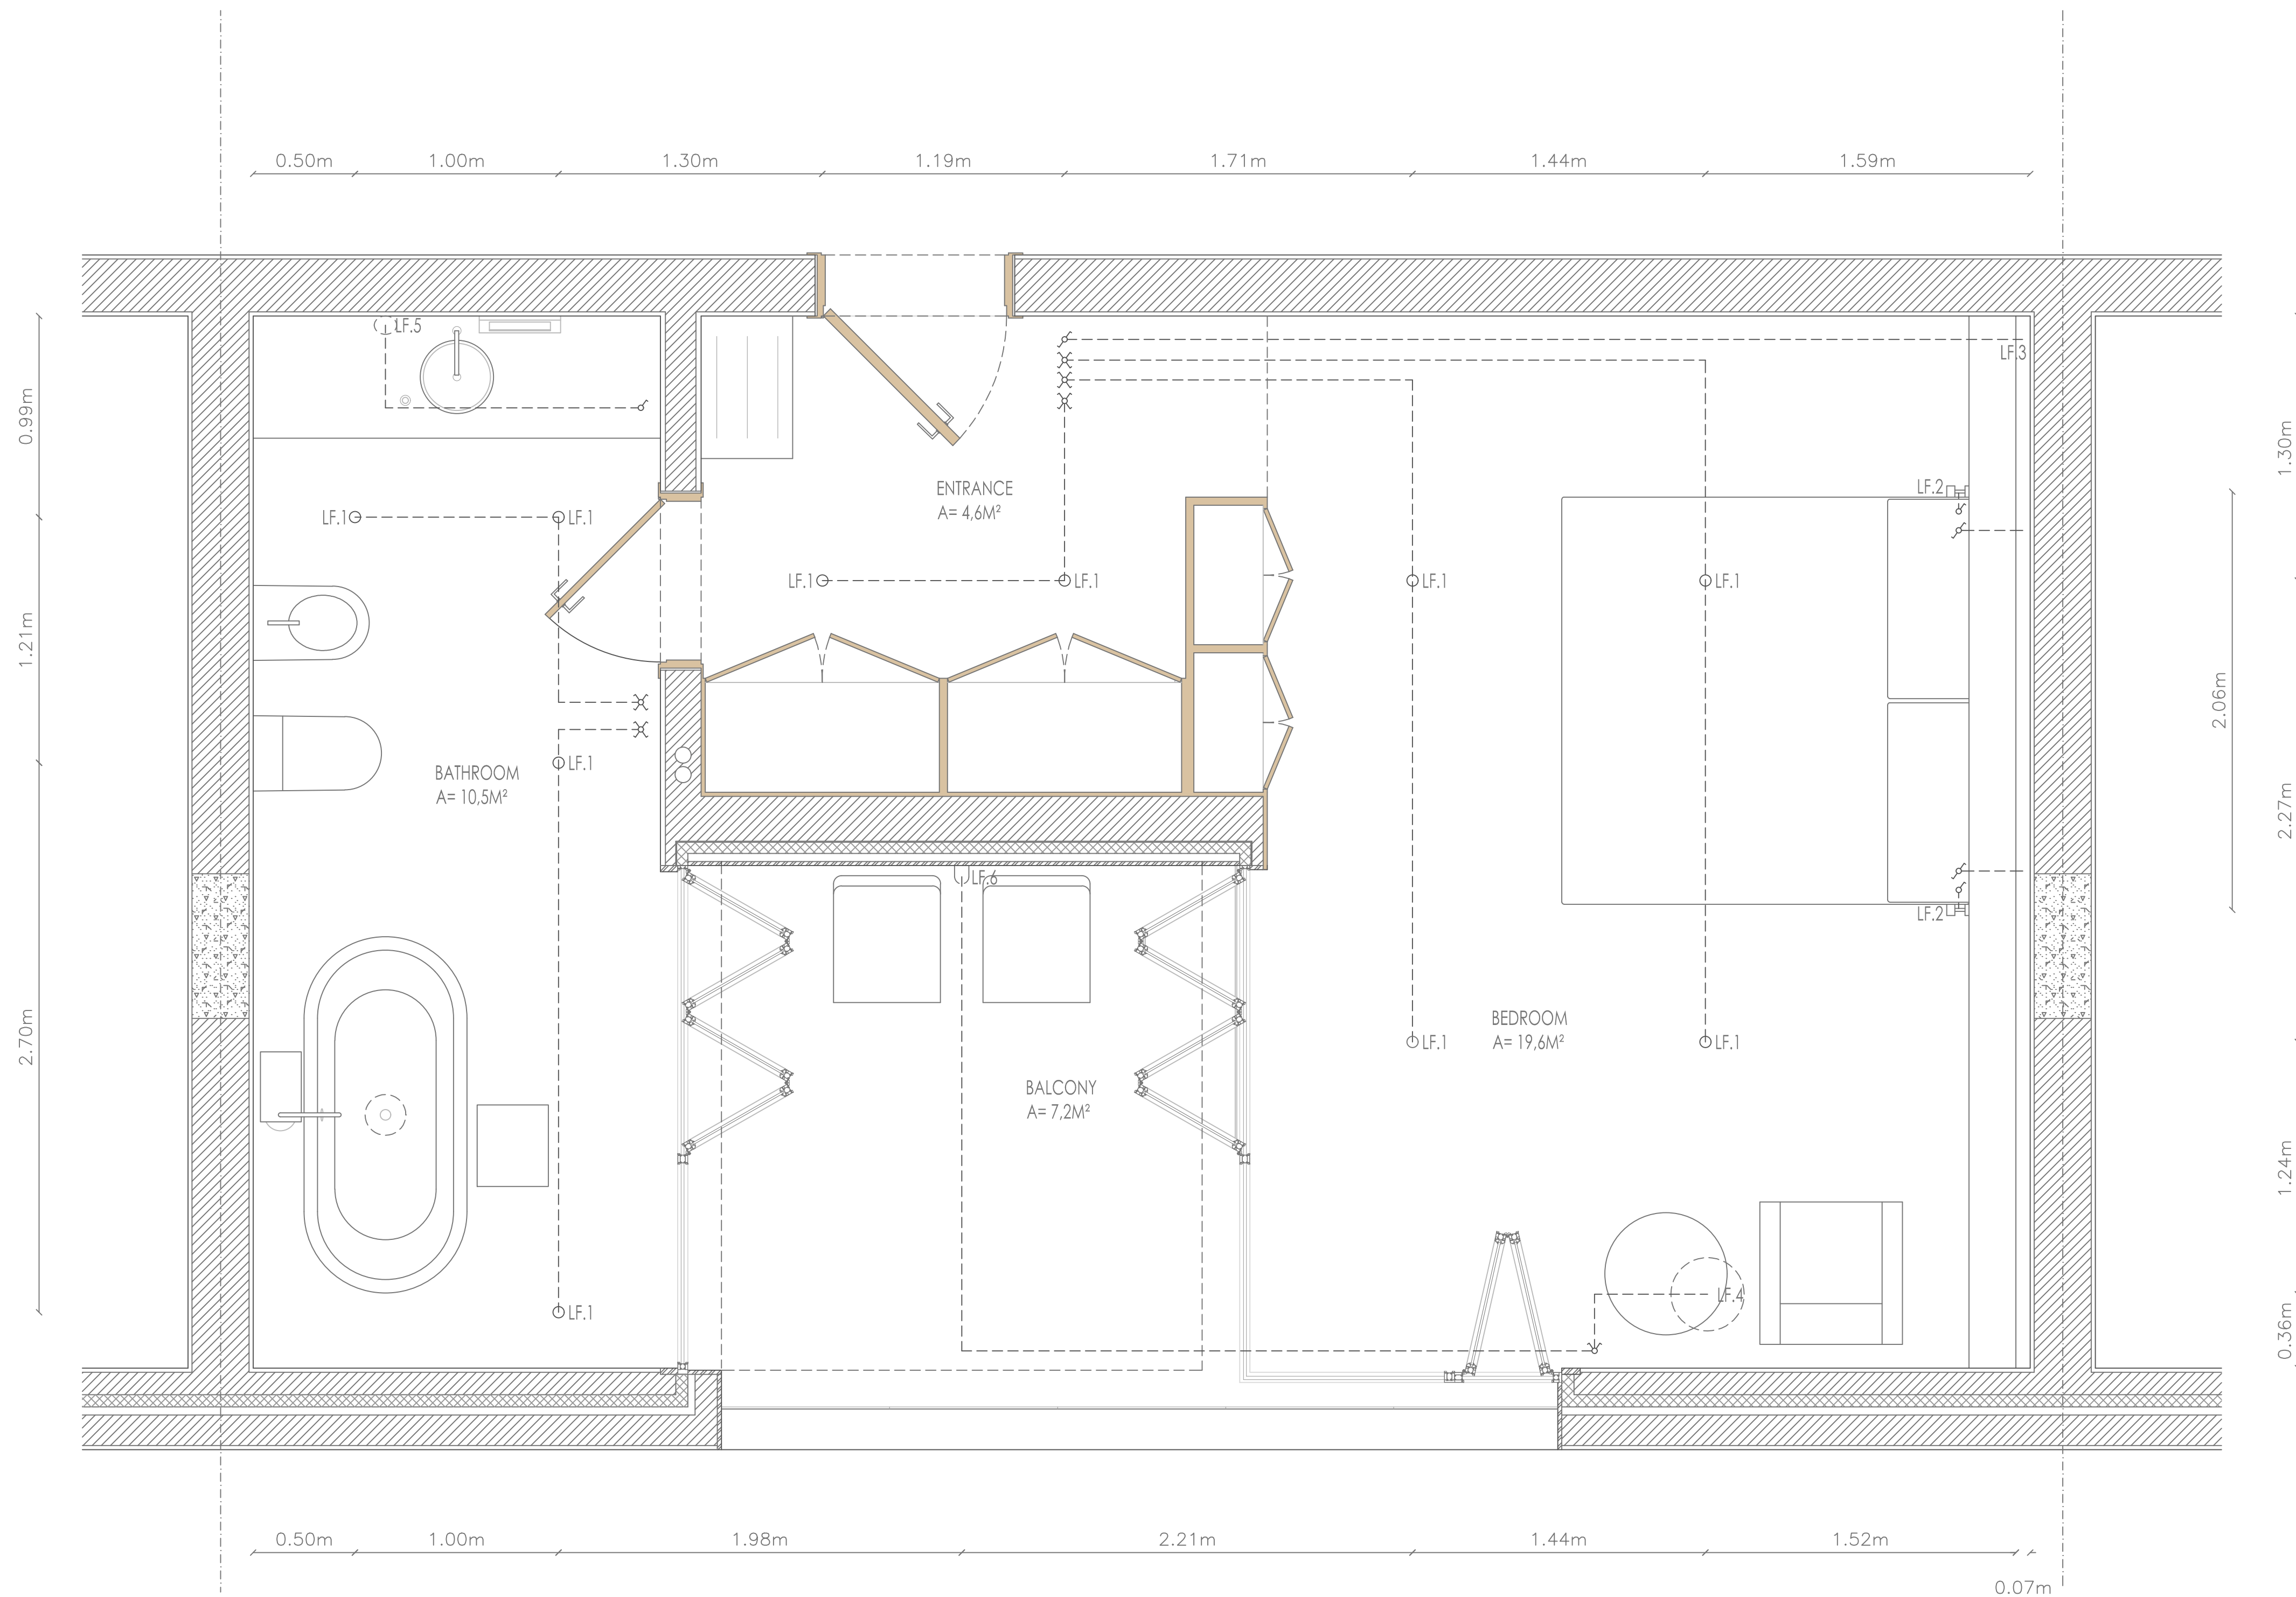 0.50m 1.00m 1.30m 1.19m 1.71m 1.44m 1.59m
LF.5
LF.3
0.99m
1.30m
ENTRANCE
A= 4,6M²
LF.2
LF.1 LF.1
LF.1 LF.1 LF.1 LF.1
1.21m
2.06m
LF.1
BATHROOM
A= 10,5M²
2.27m
LF.6
LF.2
BEDROOM
A= 19,6M²
2.70m
LF.1 LF.1
BALCONY
A= 7,2M²
1.24m
LF.4
LF.1
0.36m
0.50m 1.00m 1.98m 2.21m 1.44m 1.52m
0.07m